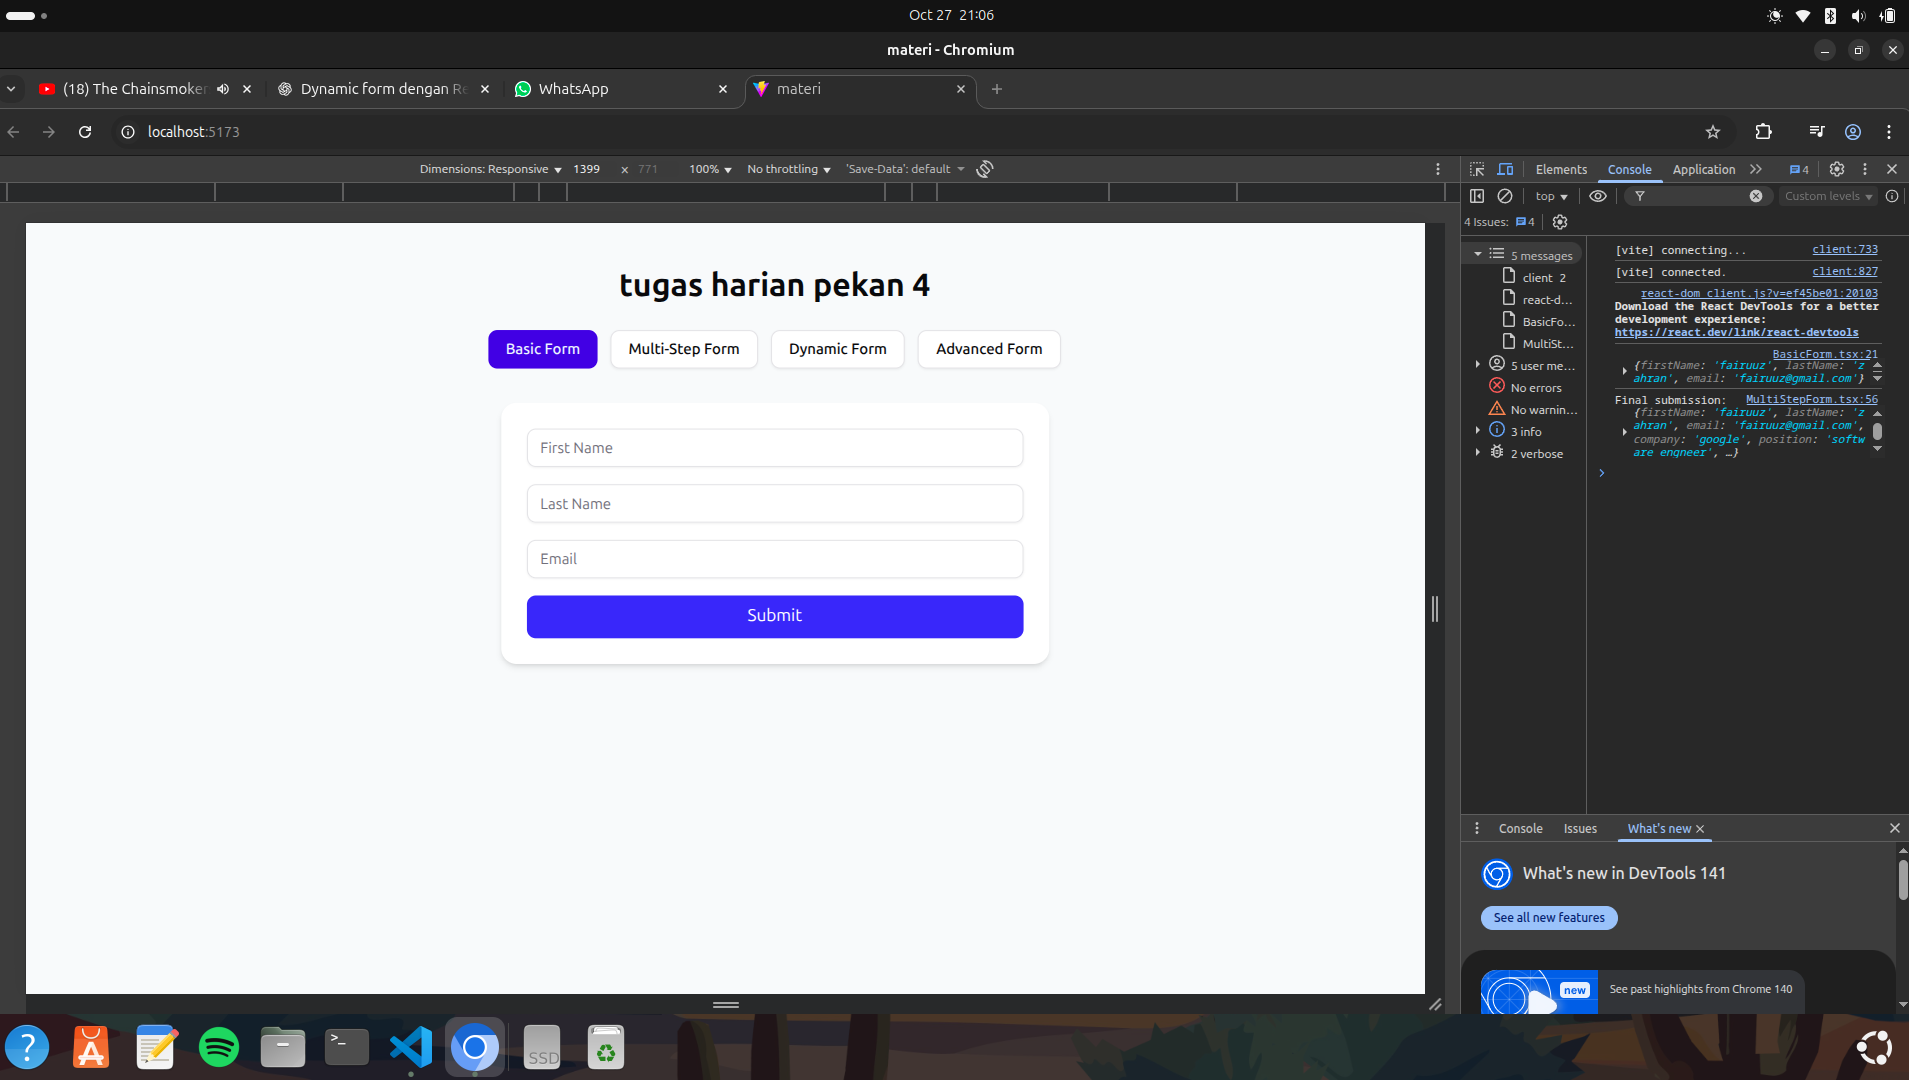 Oct 27 21:06
materi - Chromium
(18) The Chainsmoker
Dynamic form dengan Re
WhatsApp
materi
localhost:5173
Dimensions: Responsive 1399 x 771 100% No throttling 'Save-Data': default
Elements Console Application 4
top Custom levels
4 Issues: 4
tugas harian pekan 4
Basic Form Multi-Step Form Dynamic Form Advanced Form
First Name
Last Name
Email
Submit
5 messages
client 2
react-d...
BasicFo...
MultiSt...
5 user me...
No errors
No warnin...
3 info
2 verbose
[vite] connecting... client:733
[vite] connected. client:827
react-dom_client.js?v=ef45be01:20103
Download the React DevTools for a better
development experience:
https://react.dev/link/react-devtools
BasicForm.tsx:21
{firstName: 'fairuuz', lastName: 'z
ahran', email: 'fairuuz@gmail.com'}
Final submission: MultiStepForm.tsx:56
{firstName: 'fairuuz', lastName: 'z
ahran', email: 'fairuuz@gmail.com',
company: 'google', position: 'softw
are engneer', …}
Console Issues What's new
What's new in DevTools 141
See all new features
new
See past highlights from Chrome 140
SSD